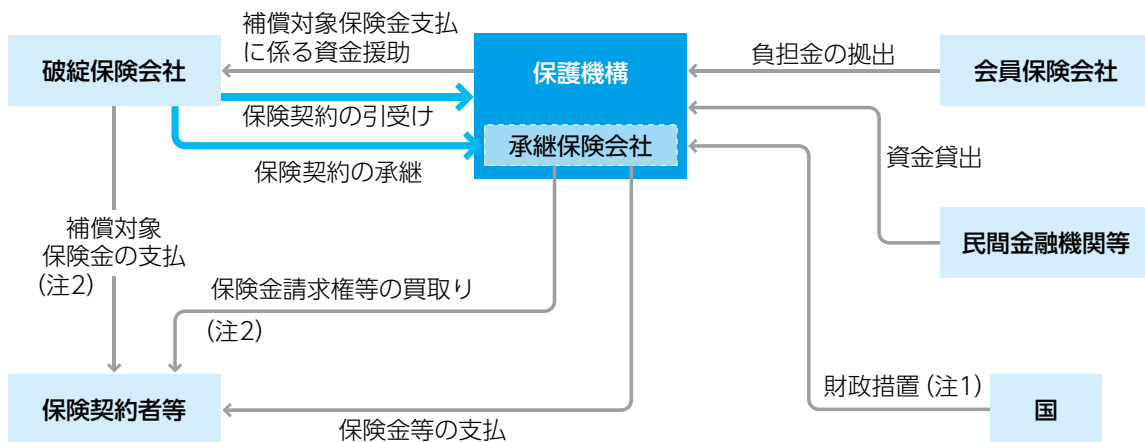 補償対象保険金支払
に係る資金援助
破綻保険会社
保護機構
負担金の拠出
会員保険会社
保険契約の引受け
承継保険会社
保険契約の承継
資金貸出
補償対象
保険金の支払
(注2)
民間金融機関等
保険金請求権等の買取り
(注2)
財政措置(注1)
国
保険契約者等
保険金等の支払